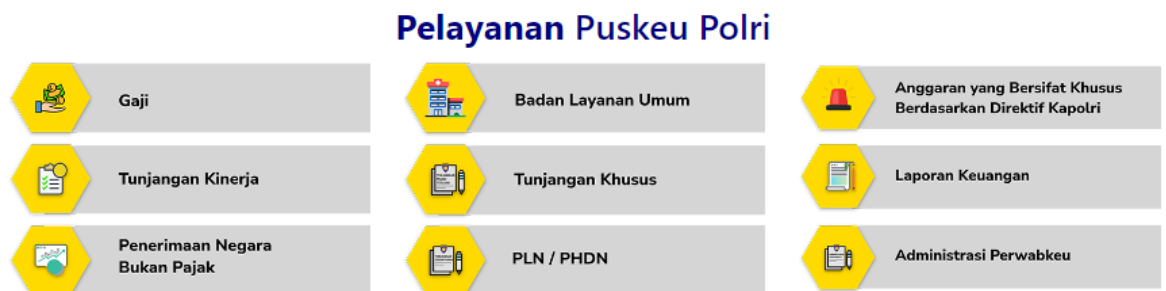 Pelayanan Puskeu Polri
Gaji
Badan Layanan Umum
Anggaran yang Bersifat Khusus
Berdasarkan Direktif Kapolri
Tunjangan Kinerja
Tunjangan Khusus
Laporan Keuangan
Penerimaan Negara
Bukan Pajak
PLN / PHDN
Administrasi Perwabkeu